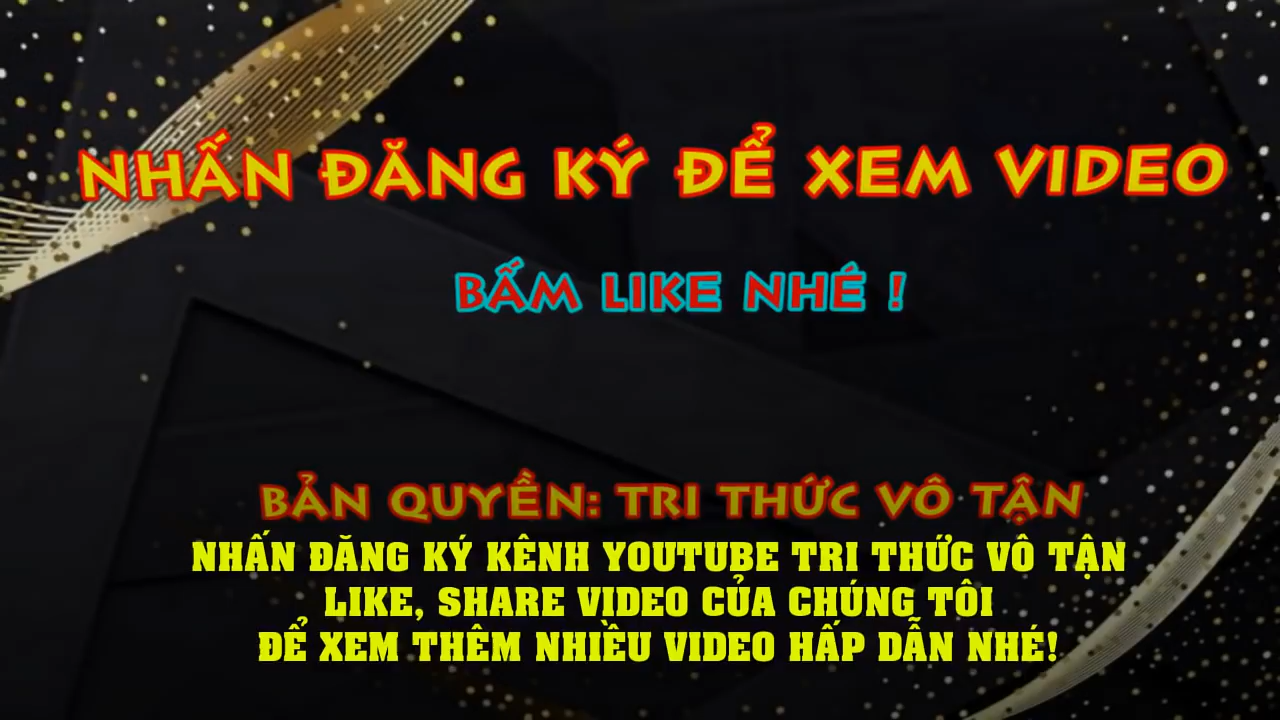 NHẤN ĐĂNG KÝ ĐỂ XEM VIDEO
BẤM LIKE NHÉ !
BẢN QUYỀN: TRI THỨC VÔ TẬN
NHẤN ĐĂNG KÝ KÊNH YOUTUBE TRI THỨC VÔ TẬN
LIKE, SHARE VIDEO CỦA CHÚNG TÔI
ĐỂ XEM THÊM NHIỀU VIDEO HẤP DẪN NHÉ!